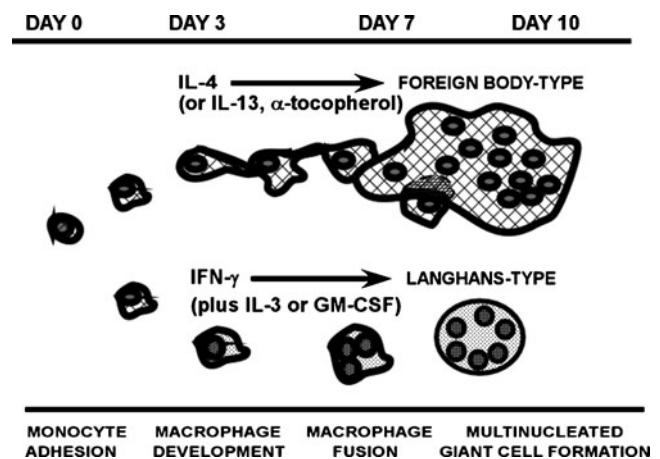 DAY 0 DAY 3 DAY 7 DAY 10
IL-4 FOREIGN BODY-TYPE
(or IL-13, α-tocopherol)
IFN-γ LANGHANS-TYPE
(plus IL-3 or GM-CSF)
MONOCYTE MACROPHAGE MACROPHAGE MULTINUCLEATED
ADHESION DEVELOPMENT FUSION GIANT CELL FORMATION